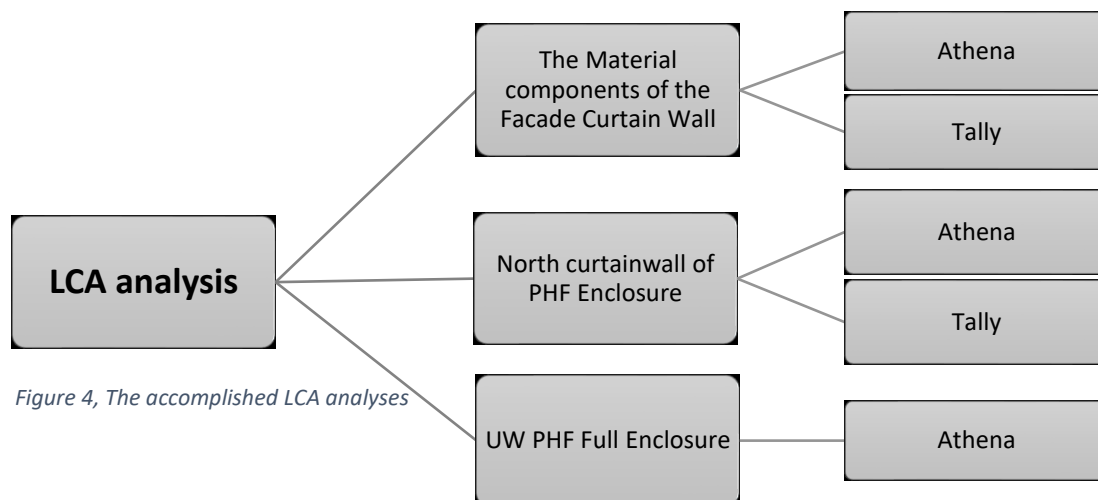 LCA analysis
The Material
components of the
Facade Curtain Wall
Athena
Tally
North curtainwall of
PHF Enclosure
Athena
Tally
UW PHF Full Enclosure
Athena
Figure 4, The accomplished LCA analyses